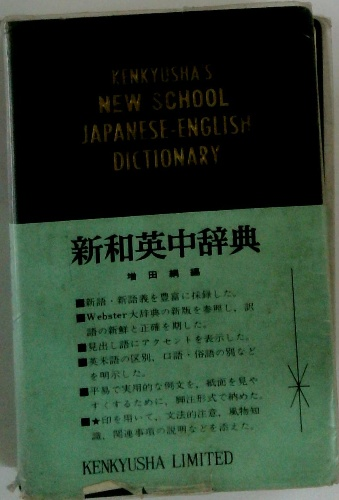 KENKYUSHA'S
NEW SCHOOL
JAPANESE-ENGLISH
DICTIONARY
新和英中辞典
増田綱編
■新語・新語義を豊富に採録した。
■Webster大辞典の新版を参照し、訳
語の新鮮と正確を期した。
■見出し語にアクセントを表示した。
■英米語の区別、口語・俗語の別など
を明示した。
■平易で実用的な例文を、紙面を見や
すくするために、脚注形式で納めた。
■★印を用いて、文法的注意、風物知
識、関連事項の説明などを添えた。
KENKYUSHA LIMITED